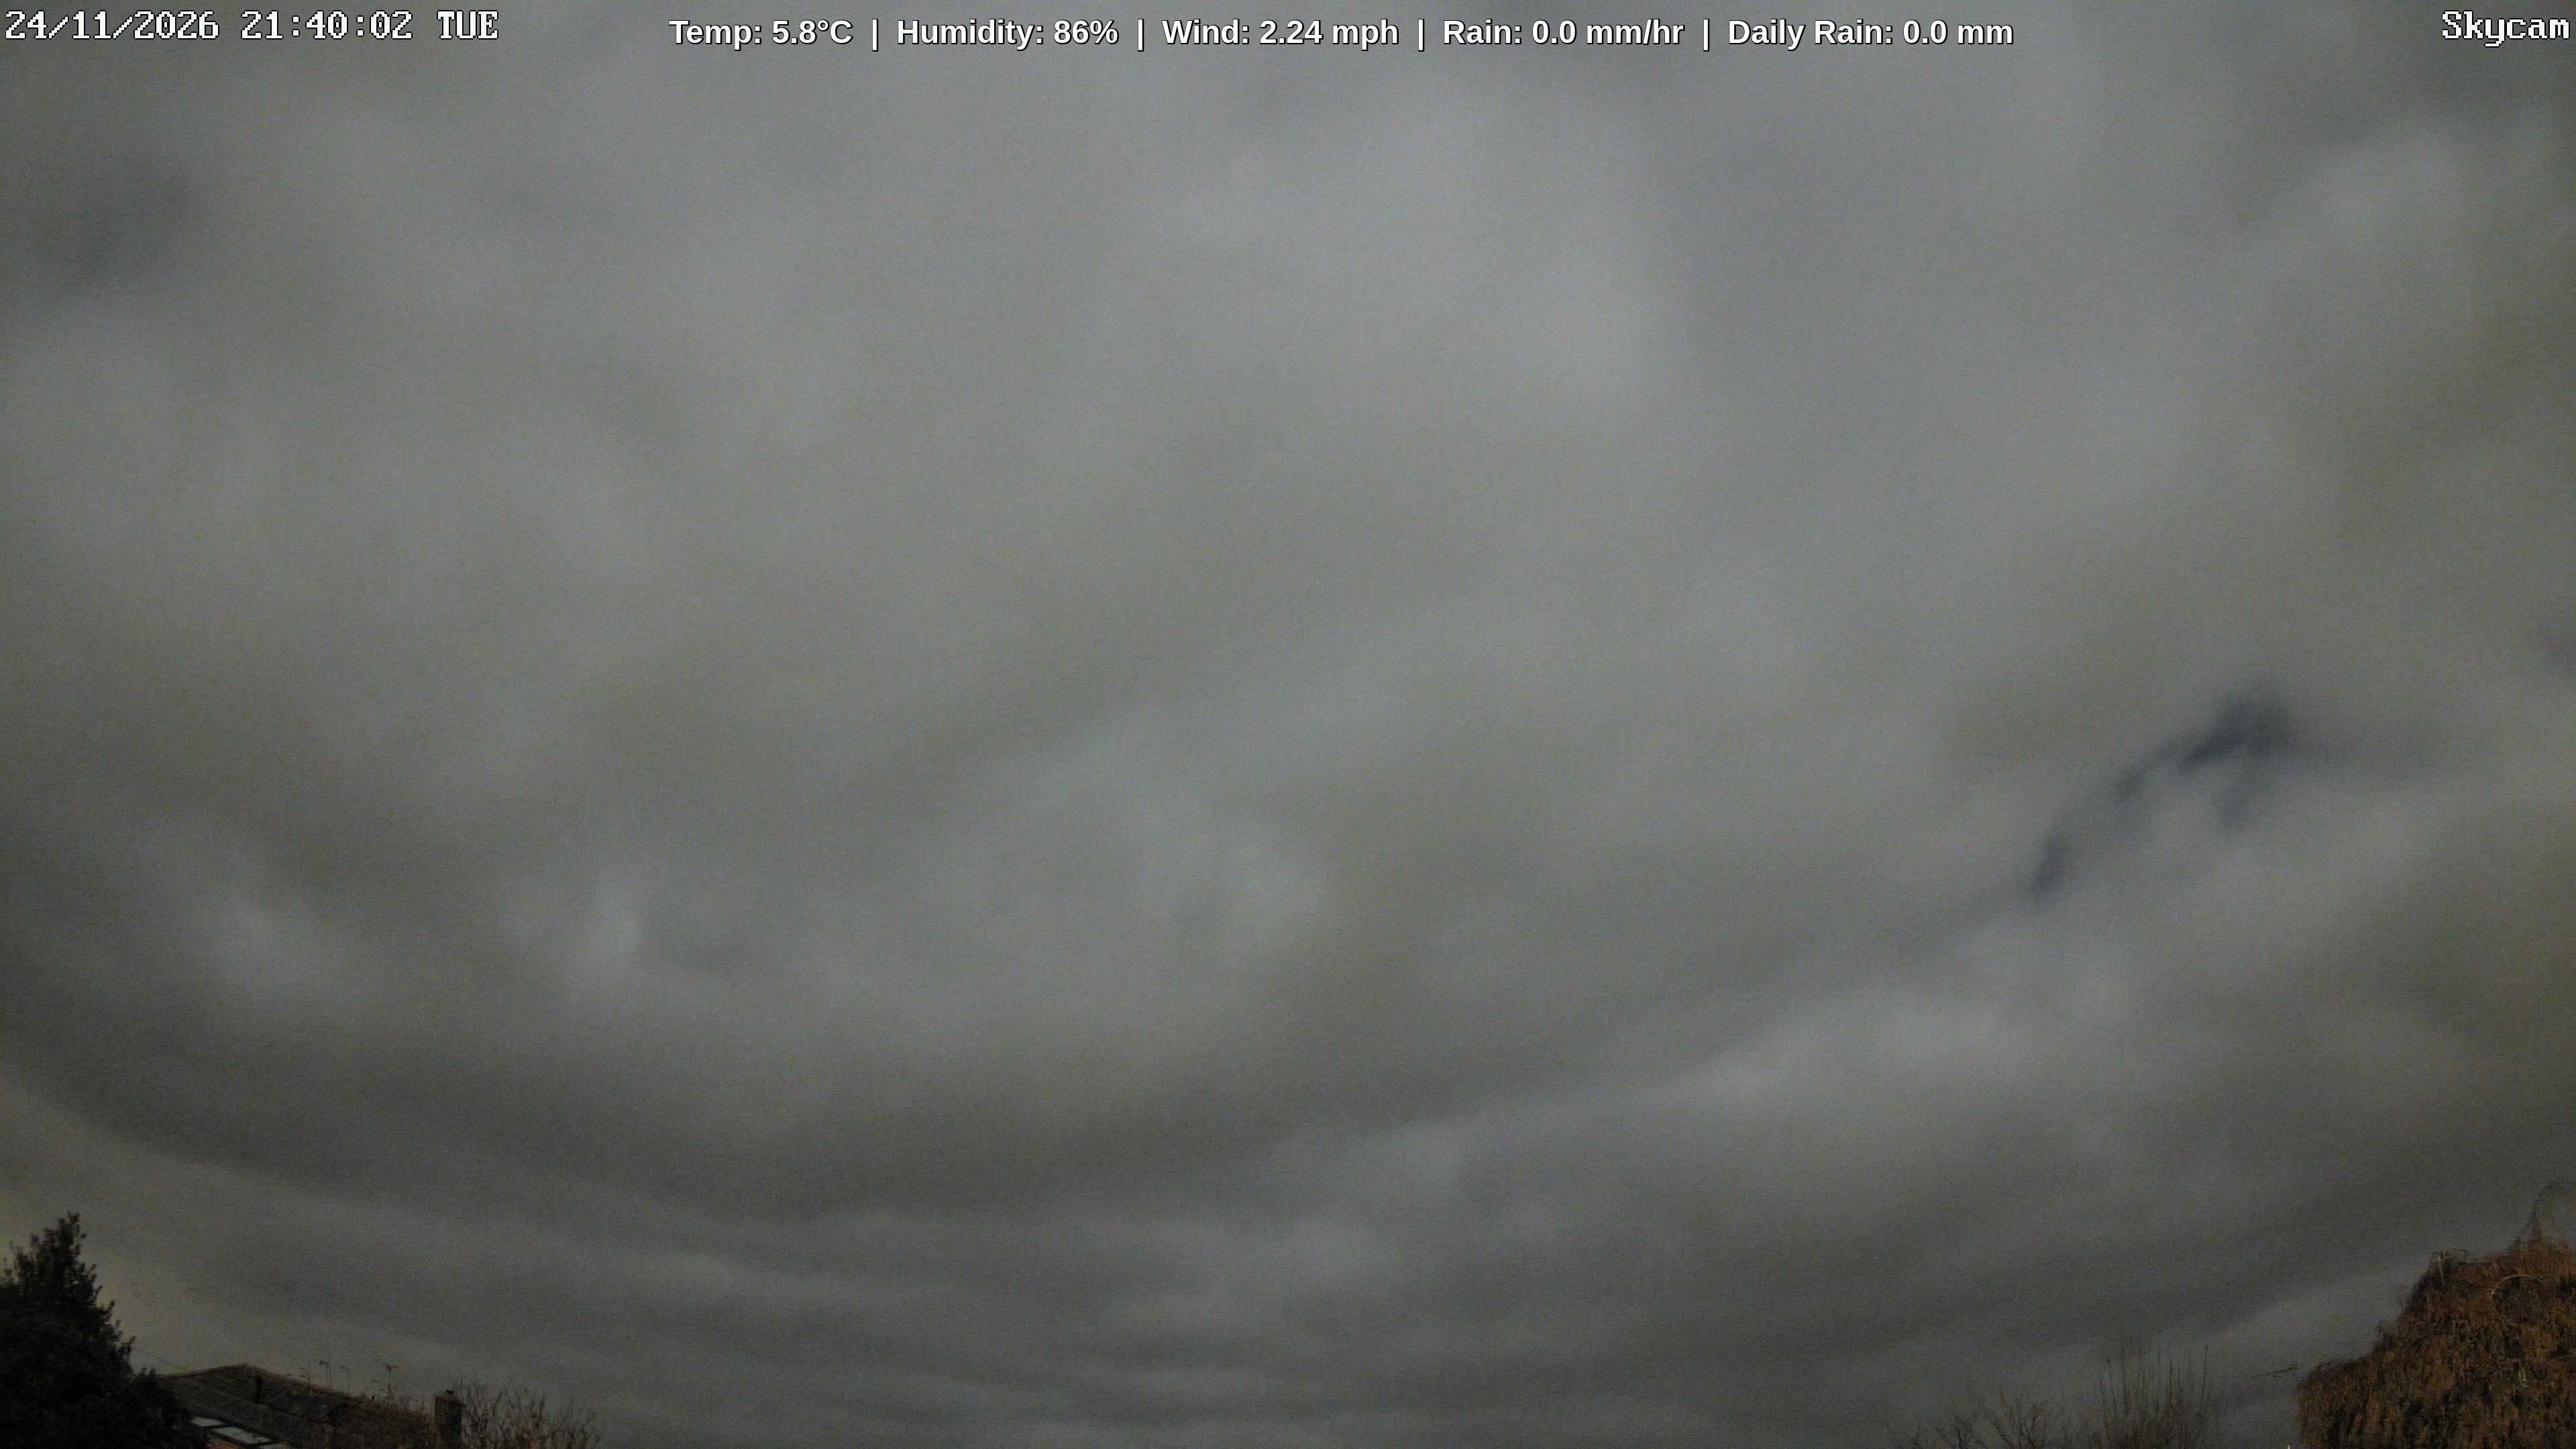 24/11/2026 21:40:02 TUE
Temp: 5.8°C | Humidity: 86% | Wind: 2.24 mph | Rain: 0.0 mm/hr | Daily Rain: 0.0 mm
Skycam